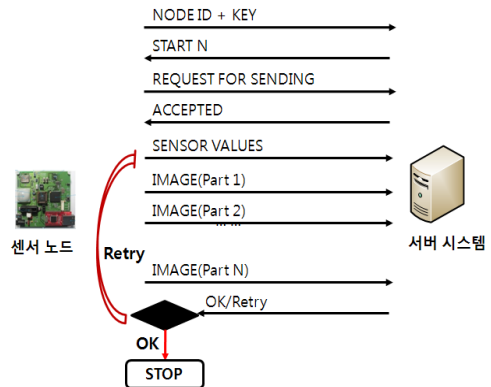 NODE ID + KEY
START N
REQUEST FOR SENDING
ACCEPTED
SENSOR VALUES
IMAGE(Part 1)
IMAGE(Part 2)
... ...
센서 노드
Retry
서버 시스템
IMAGE(Part N)
OK/Retry
OK
STOP